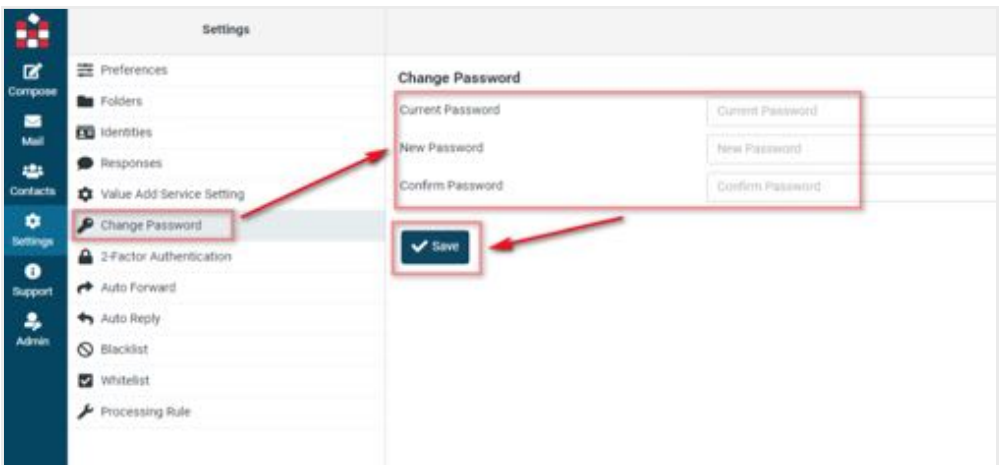 Settings
Compose
Mail
Contacts
Settings
Support
Admin
Preferences
Folders
Identities
Responses
Value Add Service Setting
Change Password
2-Factor Authentication
Auto Forward
Auto Reply
Blacklist
Whitelist
Processing Rule
Change Password
Current Password Current Password
New Password New Password
Confirm Password Confirm Password
Save